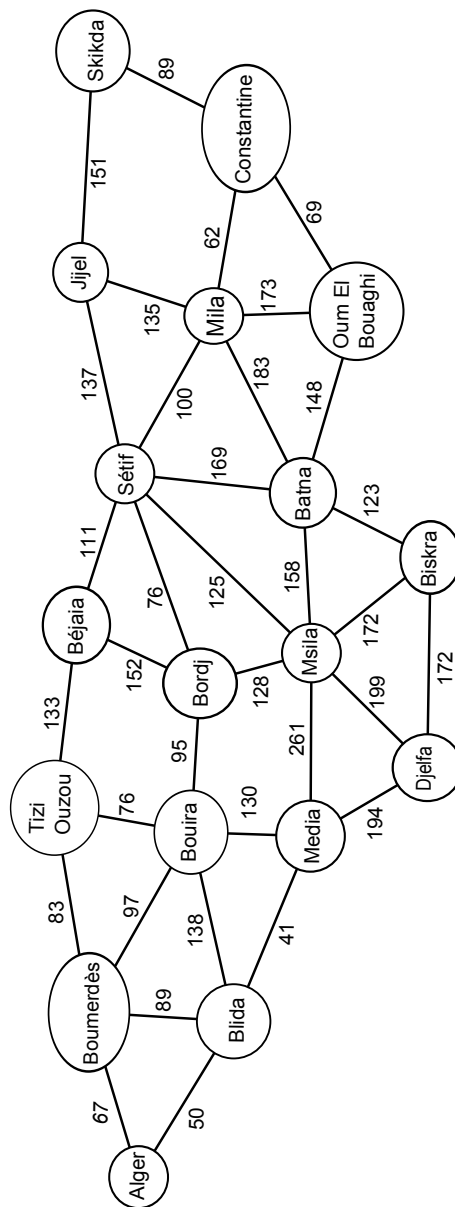 Skikda
89
Constantine
151
62
69
Jijel
135
Mila
173
Oum El
Bouaghi
137
100
183
148
Sétif
169
Batna
123
Biskra
111
76
125
158
172
172
Béjaia
152
Bordj
128
Msila
199
Djelfa
133
95
261
194
Tizi
Ouzou
76
Bouira
130
Media
83
97
138
41
Boumerdès
89
Blida
67
50
Alger